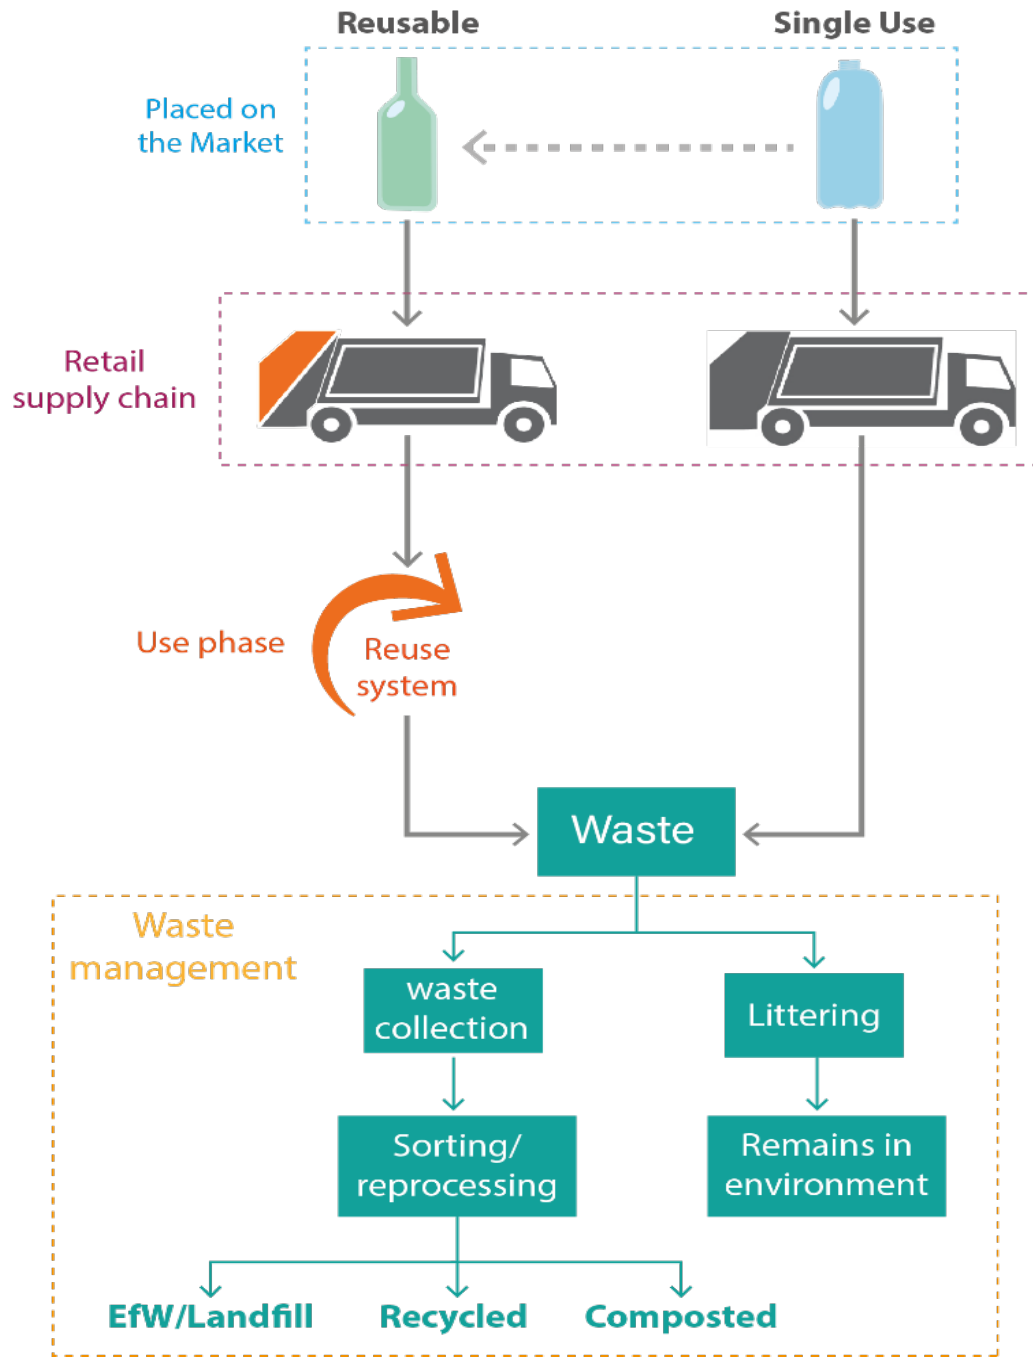 Reusable
Single Use
Placed on
the Market
Retail
supply chain
Use phase
Reuse
system
Waste
Waste
management
waste
collection
Littering
Sorting/
reprocessing
Remains in
environment
EfW/Landfill
Recycled
Composted